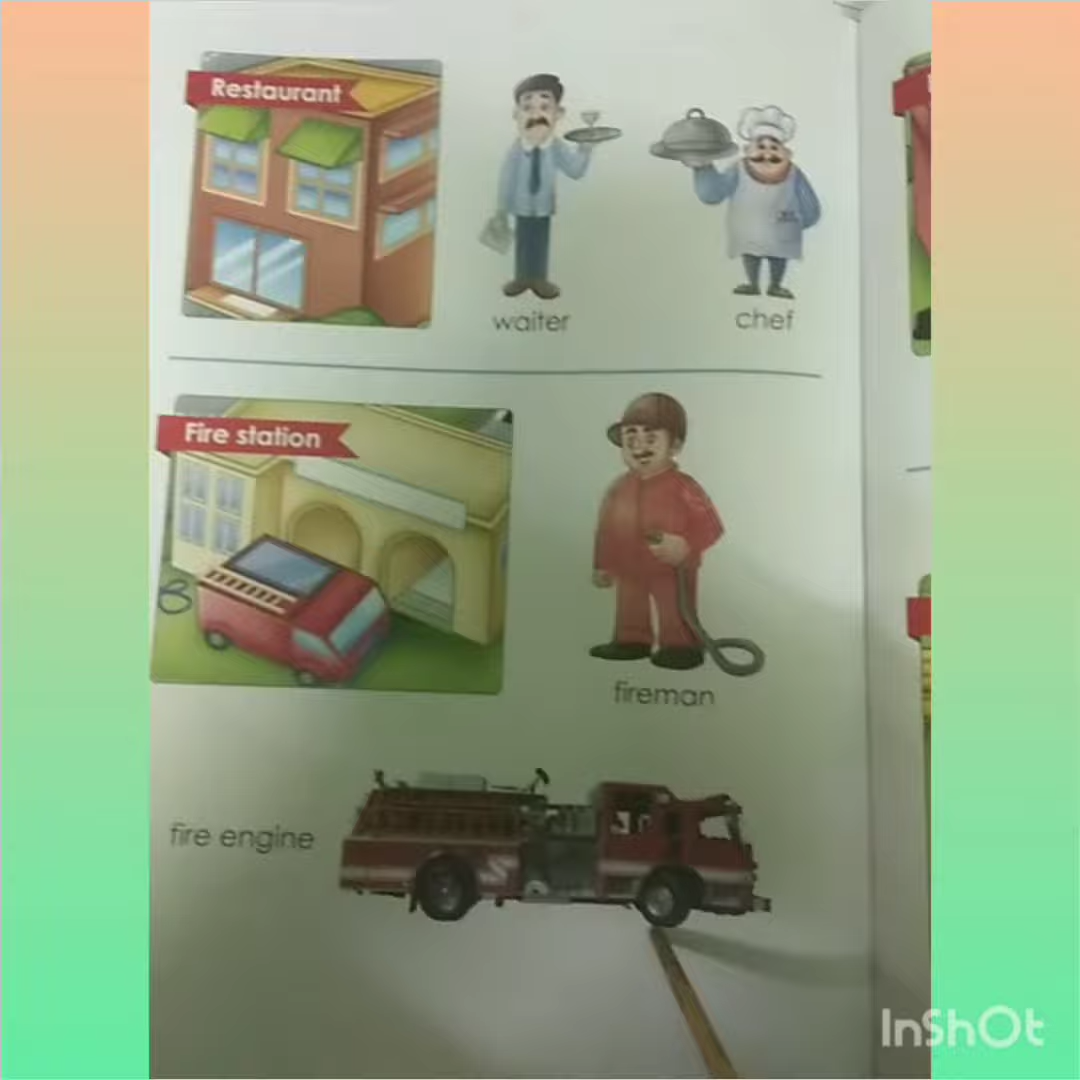 Restaurant
waiter
chef
Fire station
B
fireman
fire engine
InShOt